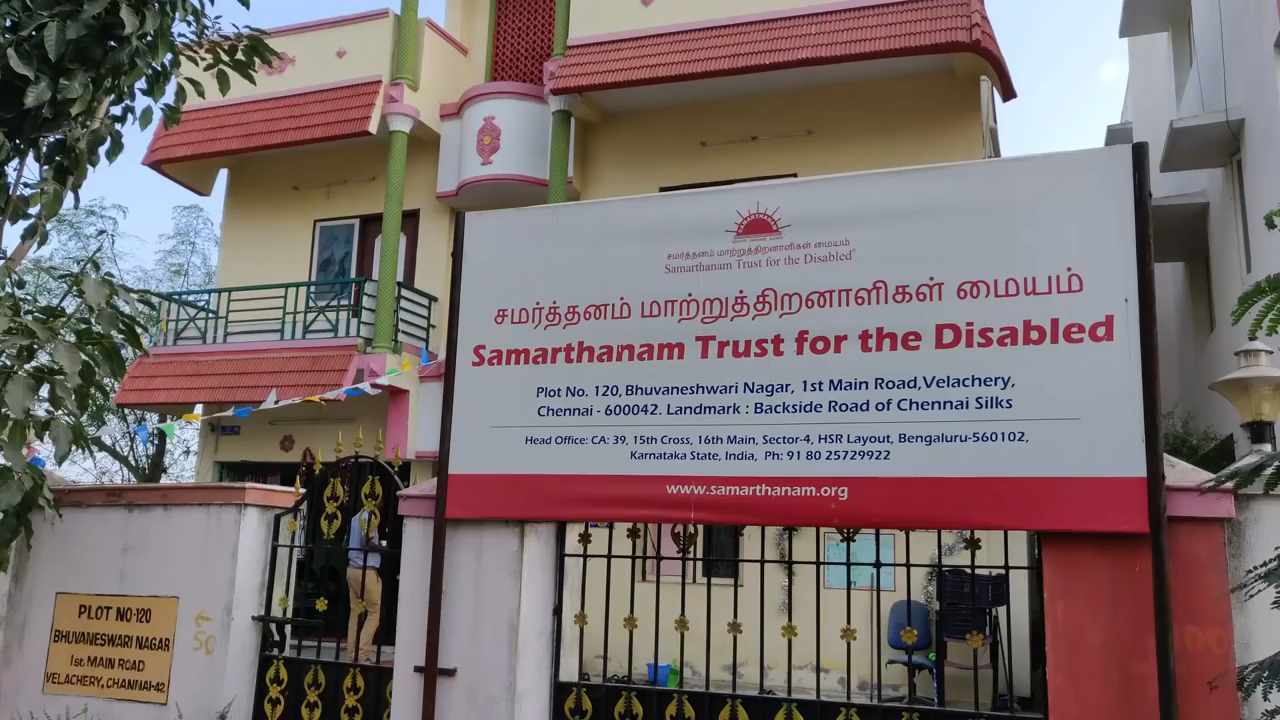 SAMARTHANAM
சமர்த்தனம் மாற்றுத்திறனாளிகள் மையம்
Samarthanam Trust for the Disabled
சமர்த்தனம் மாற்றுத்திறனாளிகள் மையம்
Samarthanam Trust for the Disabled
Plot No. 120, Bhuvaneshwari Nagar, 1st Main Road,Velachery,
Chennai - 600042. Landmark : Backside Road of Chennai Silks
Head Office: CA: 39, 15th Cross, 16th Main, Sector-4, HSR Layout, Bengaluru-560102,
Karnataka State, India, Ph: 91 80 25729922
www.samarthanam.org
PLOT NO-120
BHUVANESWARI NAGAR
1st MAIN ROAD
VELACHERY, CHANNAI-42
← 50